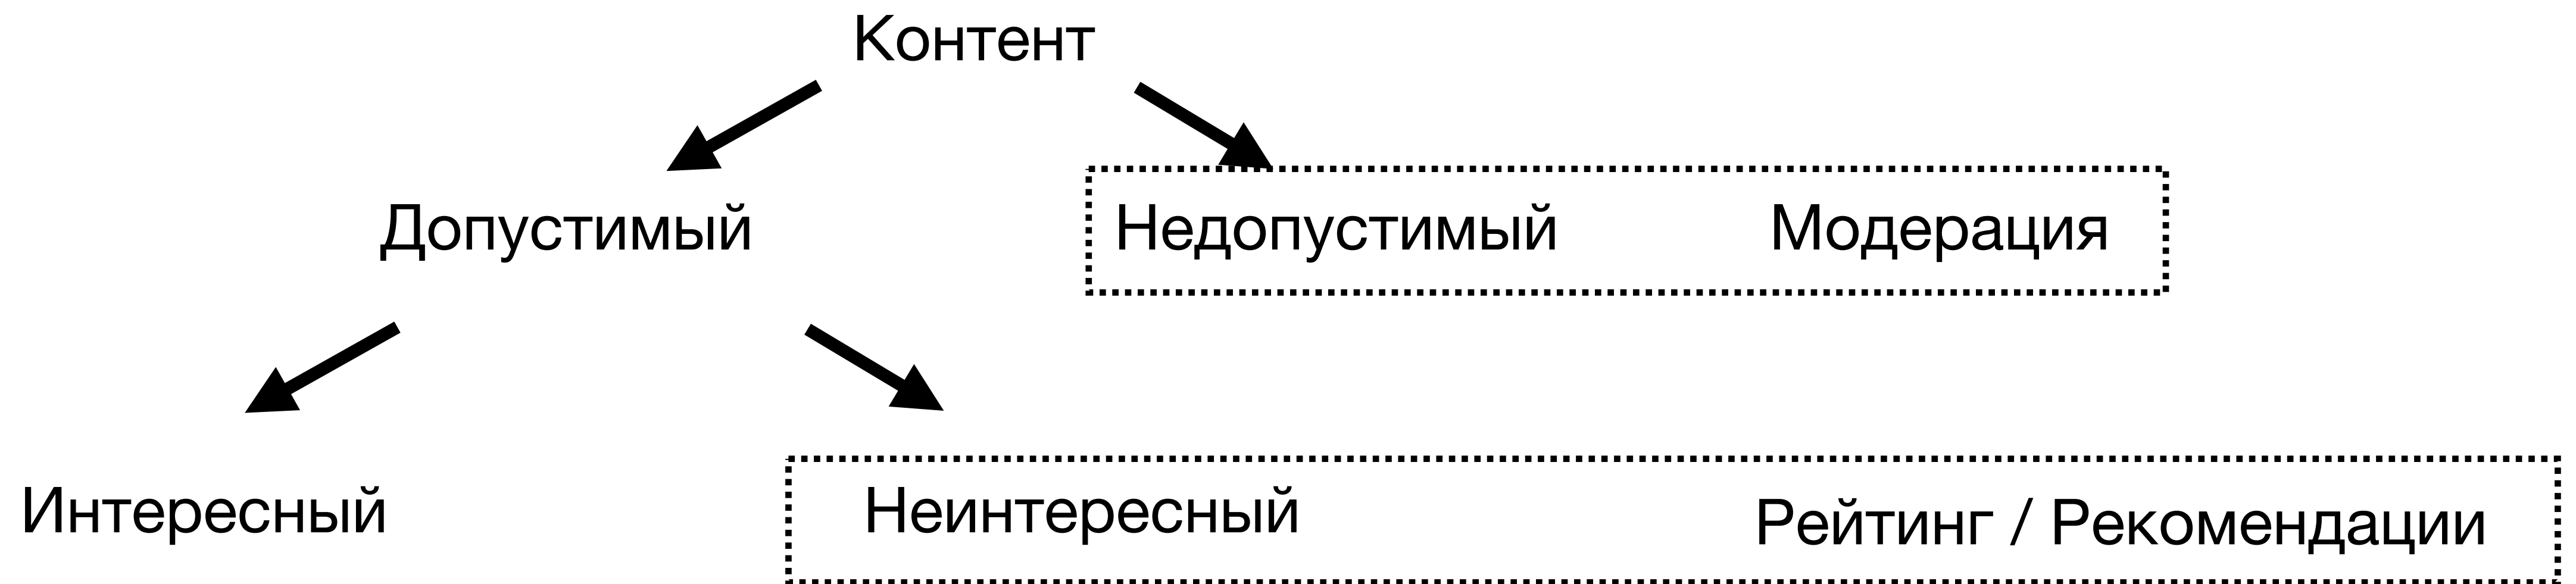 Контент
Допустимый Недопустимый Модерация
Интересный Неинтересный Рейтинг / Рекомендации